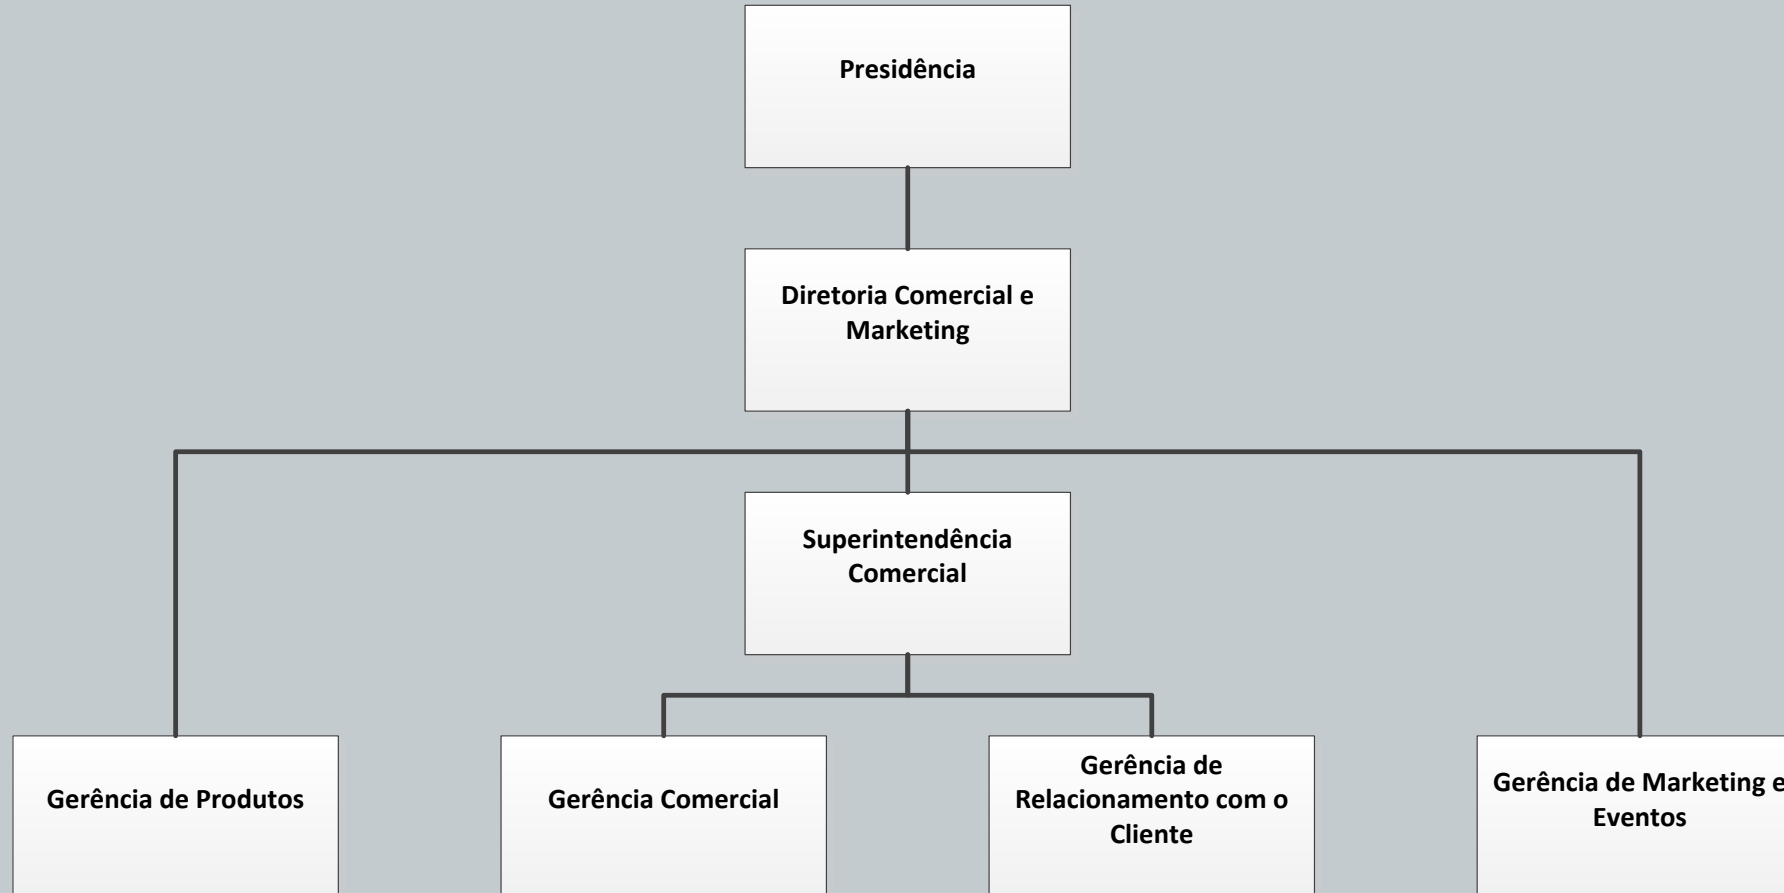 Presidência
Diretoria Comercial e
Marketing
Superintendência
Comercial
Gerência de Produtos
Gerência Comercial
Gerência de
Relacionamento com o
Cliente
Gerência de Marketing e
Eventos